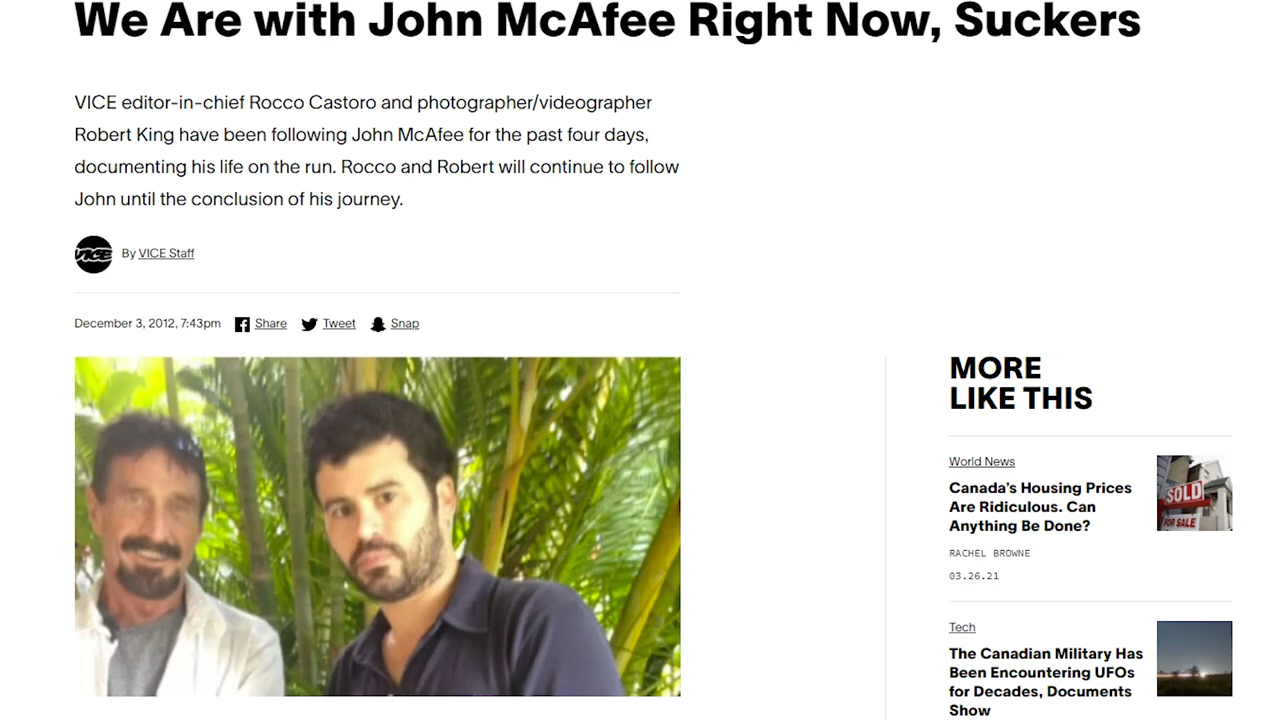 We Are with John McAfee Right Now, Suckers
VICE editor-in-chief Rocco Castoro and photographer/videographer
Robert King have been following John McAfee for the past four days,
documenting his life on the run. Rocco and Robert will continue to follow
John until the conclusion of his journey.
VICE
By VICE Staff
December 3, 2012, 7:43pm Share Tweet Snap
MORE
LIKE THIS
World News
Canada’s Housing Prices
Are Ridiculous. Can
Anything Be Done?
RACHEL BROWNE
03.26.21
SOLD
FOR SALE
Tech
The Canadian Military Has
Been Encountering UFOs
for Decades, Documents
Show